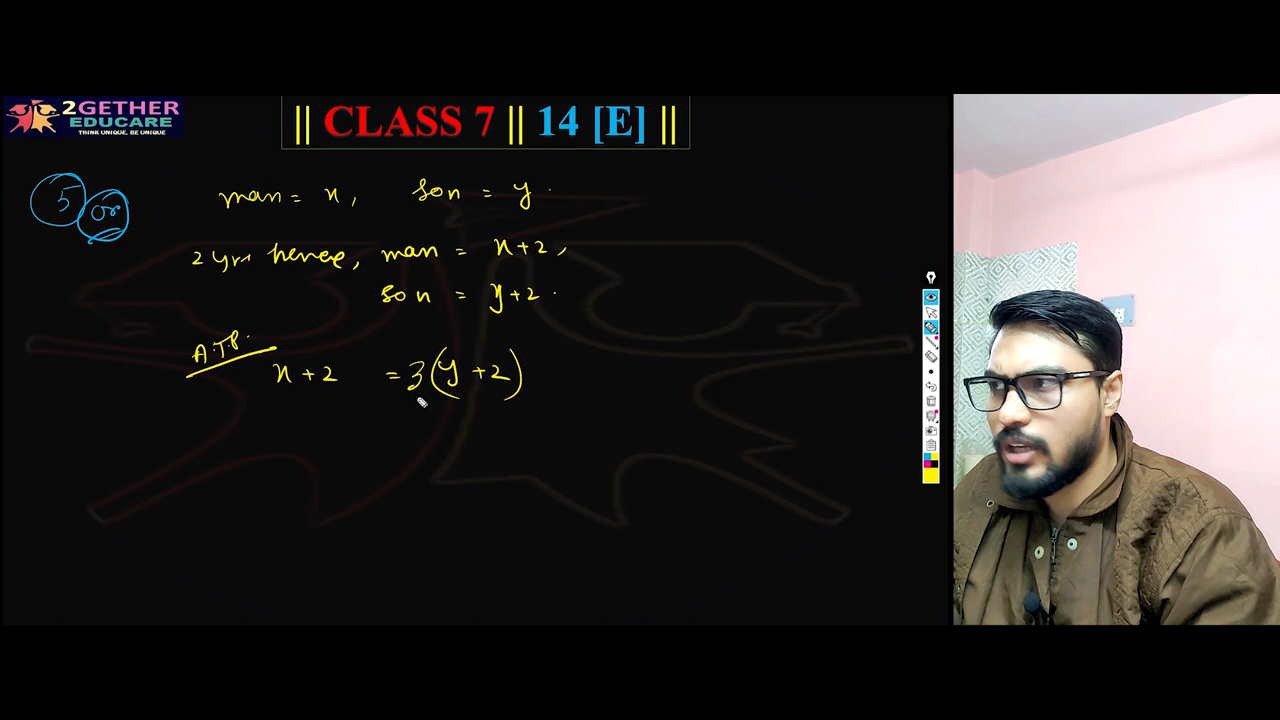 2GETHER
EDUCARE
THINK UNIQUE, BE UNIQUE
|| CLASS 7 || 14 [E] ||
5 or
man = x, son = y.
2 yrs hence, man = x+2,
son = y+2.
A.T.P.
x+2 = 3(y+2)